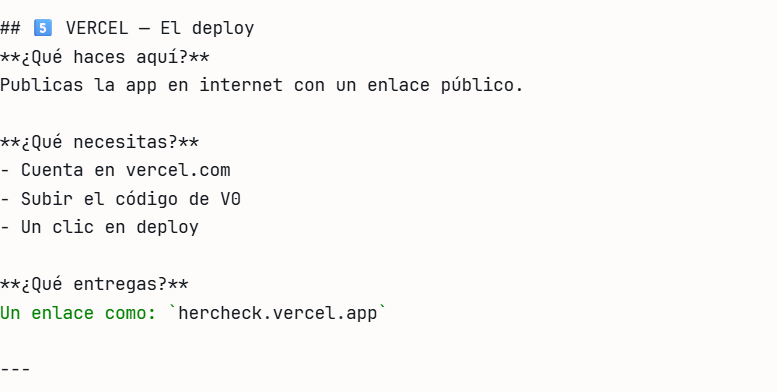 ## 5️⃣ VERCEL — El deploy
**¿Qué haces aquí?**
Publicas la app en internet con un enlace público.
**¿Qué necesitas?**
- Cuenta en vercel.com
- Subir el código de V0
- Un clic en deploy
**¿Qué entregas?**
Un enlace como: `hercheck.vercel.app`
---